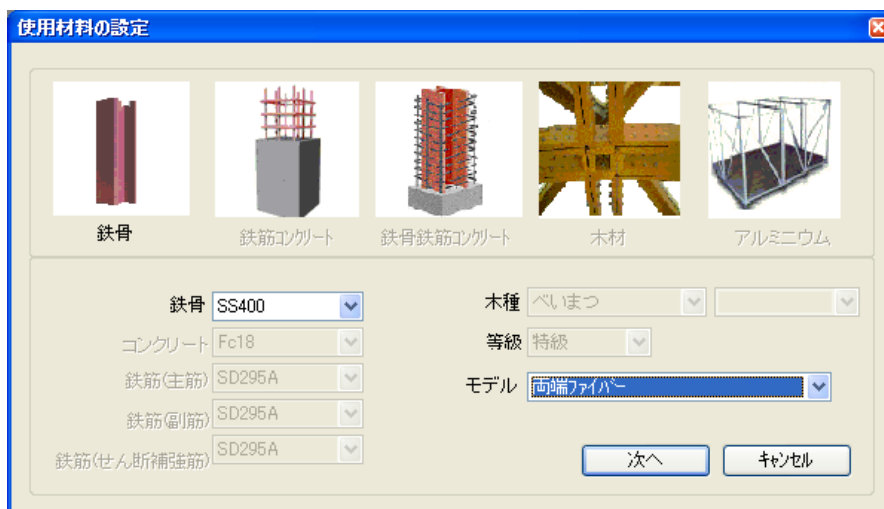 使用材料の設定
鉄骨
鉄筋コンクリート
鉄骨鉄筋コンクリート
木材
アルミニウム
鉄骨 SS400
コンクリート Fc18
鉄筋(主筋) SD295A
鉄筋(副筋) SD295A
鉄筋(せん断補強筋) SD295A
木種 べいまつ
等級 特級
モデル 両端ファイバー
次へ
キャンセル